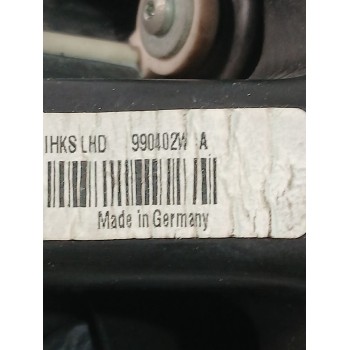 IHKS LHD 990402W A
Made in Germany